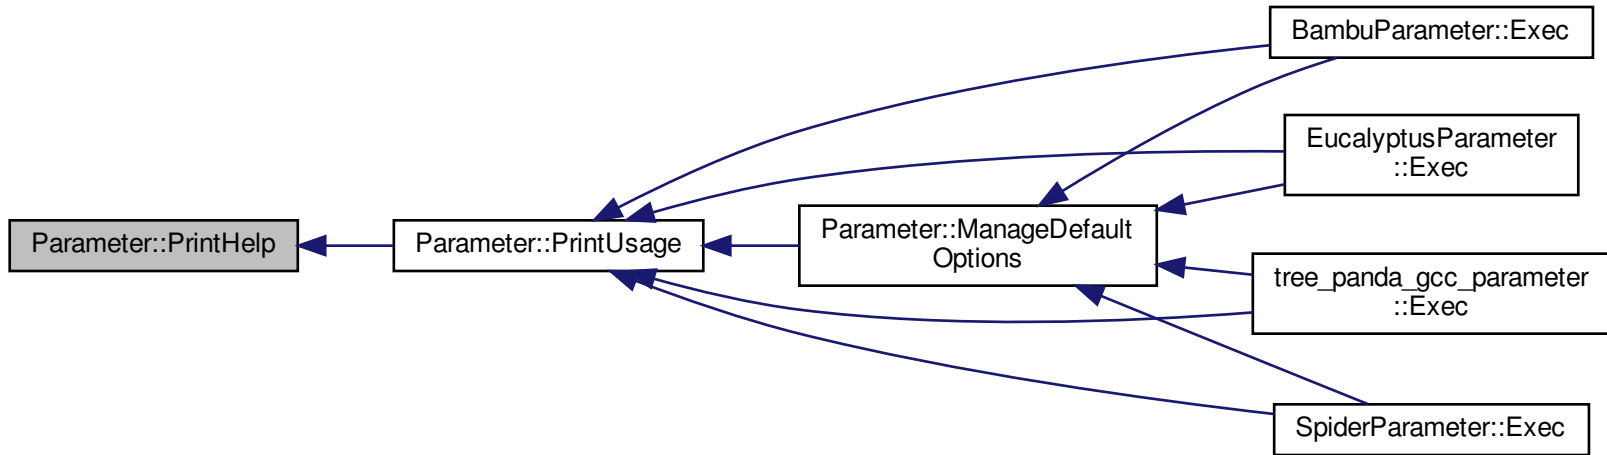 Parameter::PrintHelp
Parameter::PrintUsage
Parameter::ManageDefault
Options
BambuParameter::Exec
EucalyptusParameter
::Exec
tree_panda_gcc_parameter
::Exec
SpiderParameter::Exec